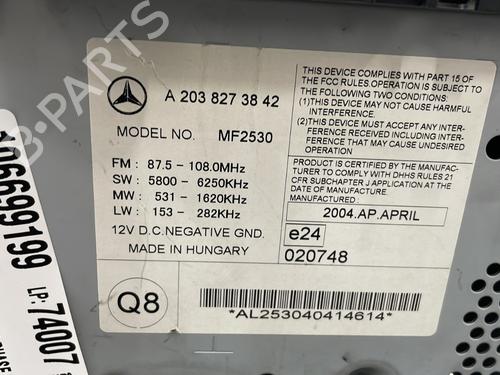 A 203 827 38 42
MODEL NO. MF2530
FM : 87.5 - 108.0MHz
SW : 5800 - 6250KHz
MW : 531 - 1620KHz
LW : 153 - 282KHz
12V D.C.NEGATIVE GND.
MADE IN HUNGARY
Q8
THIS DEVICE COMPLIES WITH PART 15 OF
THE FCC RULES OPERATION IS SUBJECT TO
THE FOLLOWING TWO CONDITIONS:
(1)THIS DEVICE MAY NOT CAUSE HARMFUL
INTERFERENCE.
(2)THIS DEVICE MUST ACCEPT ANY INTER-
FERENCE RECEIVED INCLUDING INTER-
FERENCE THAT MAY CAUSE UNDESIRABLE
OPERATION.
PRODUCT IS CERTIFIED BY THE MANUFAC-
TURER TO COMPLY WITH DHHS RULES 21
CFR SUBCHAPTER J APPLICATION AT THE
DATE OF MANUFACTURE.
MANUFACTURED:
2004.AP.APRIL
e24
020748
*AL253040414614*
106699199
LP: 74007
B-PARTS